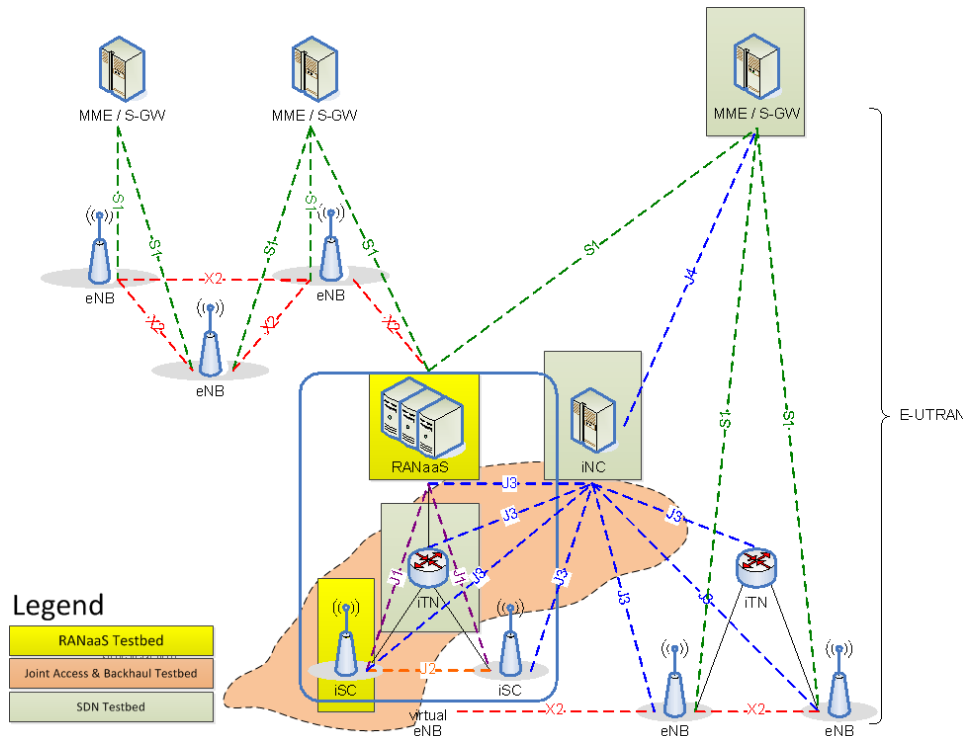 MME / S-GW
MME / S-GW
MME / S-GW
S1
S1
S1
S1
S1
S1
J4
eNB
X2
eNB
X2
X2
X2
eNB
S1
S1
E-UTRAN
RANaaS
iNC
J3
J3
J3
J1
J1
J3
J3
J3
J3
iTN
iTN
Legend
RANaaS Testbed
Joint Access & Backhaul Testbed
SDN Testbed
J2
iSC
iSC
virtual
eNB
X2
X2
eNB
eNB